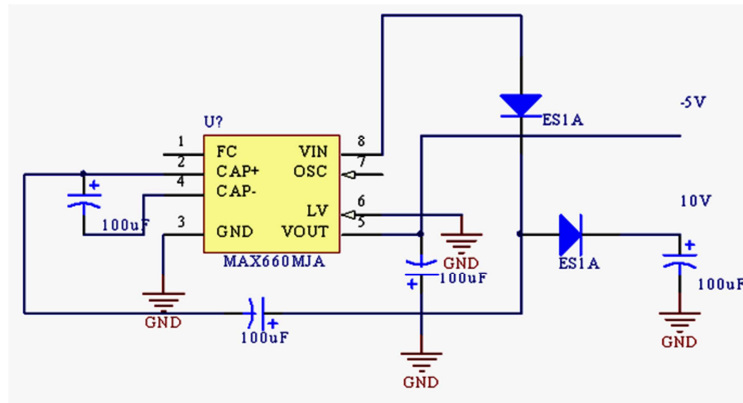 -5V
ES1A
U?
1
FC
VIN
8
2
CAP+
OSC
7
4
CAP-
100uF
LV
6
10V
3
GND
VOUT
5
MAX660MJA
GND
ES1A
100uF
100uF
GND
100uF
GND
GND